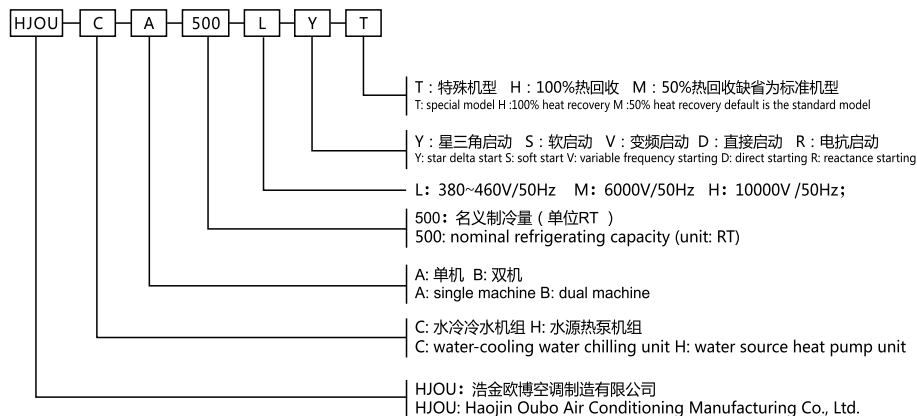 HJOU C A 500 L Y T
T：特殊机型 H：100%热回收 M：50%热回收缺省为标准机型
T: special model H :100% heat recovery M :50% heat recovery default is the standard model
Y：星三角启动 S：软启动 V：变频启动 D：直接启动 R：电抗启动
Y: star delta start S: soft start V: variable frequency starting D: direct starting R: reactance starting
L：380~460V/50Hz M：6000V/50Hz H：10000V /50Hz；
500：名义制冷量（单位RT ）
500: nominal refrigerating capacity (unit: RT)
A: 单机 B: 双机
A: single machine B: dual machine
C: 水冷冷水机组 H: 水源热泵机组
C: water-cooling water chilling unit H: water source heat pump unit
HJOU：浩金欧博空调制造有限公司
HJOU: Haojin Oubo Air Conditioning Manufacturing Co., Ltd.